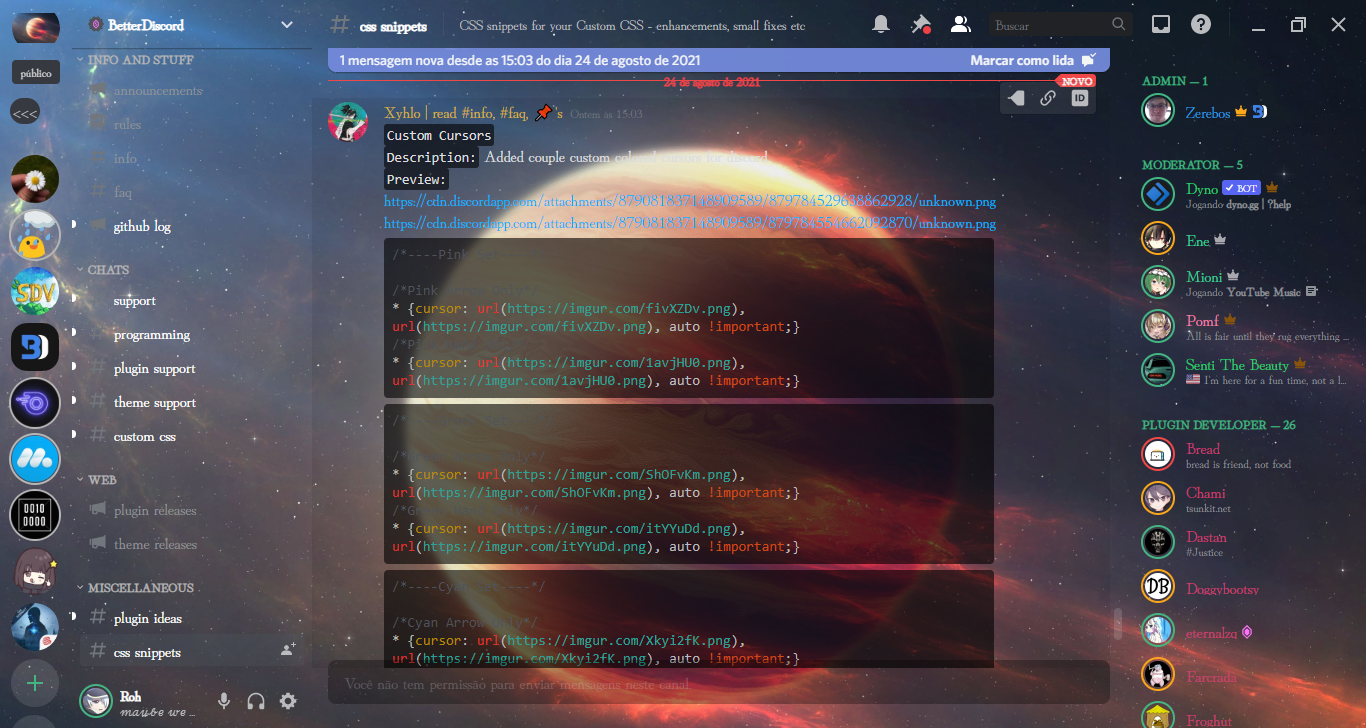 BetterDiscord
css snippets
CSS snippets for your Custom CSS - enhancements, small fixes etc
Buscar
público
<<<
SDV
0010
0000
INFO AND STUFF
announcements
rules
info
faq
github log
CHATS
support
programming
plugin support
theme support
custom css
WEB
plugin releases
theme releases
MISCELLANEOUS
plugin ideas
css snippets
Roh
maybe we ...
1 mensagem nova desde as 15:03 do dia 24 de agosto de 2021
Marcar como lida
24 de agosto de 2021
NOVO
ID
Xyhlo | read #info, #faq, 📌's Ontem às 15:03
Custom Cursors
Description: Added couple custom colored cursors for discord
Preview:
https://cdn.discordapp.com/attachments/879081837148909589/879784529638862928/unknown.png
https://cdn.discordapp.com/attachments/879081837148909589/879784554662092870/unknown.png
/*----Pink
/*Pink
* {cursor: url(https://imgur.com/fivXZDv.png),
url(https://imgur.com/fivXZDv.png), auto !important;}
* {cursor: url(https://imgur.com/1avjHU0.png),
url(https://imgur.com/1avjHU0.png), auto !important;}
* {cursor: url(https://imgur.com/ShOFvKm.png),
url(https://imgur.com/ShOFvKm.png), auto !important;}
* {cursor: url(https://imgur.com/itYYuDd.png),
url(https://imgur.com/itYYuDd.png), auto !important;}
/*----Cyan
/*Cyan Arrow Only*/
* {cursor: url(https://imgur.com/Xkyi2fK.png),
url(https://imgur.com/Xkyi2fK.png), auto !important;}
Você não tem permissão para enviar mensagens neste canal
ADMIN — 1
Zerebos
MODERATOR — 5
Dyno ✓ BOT
Jogando dyno.gg | ?help
Ene
Mioni
Jogando YouTube Music
Pomf
All is fair until they rug everything ...
Senti The Beauty
🇺🇸 I'm here for a fun time, not a l...
PLUGIN DEVELOPER — 26
Bread
bread is friend, not food
Chami
tsunkit.net
Dastan
#Justice
DB
Doggybootsy
eternalzq
Farcrada
Froghut